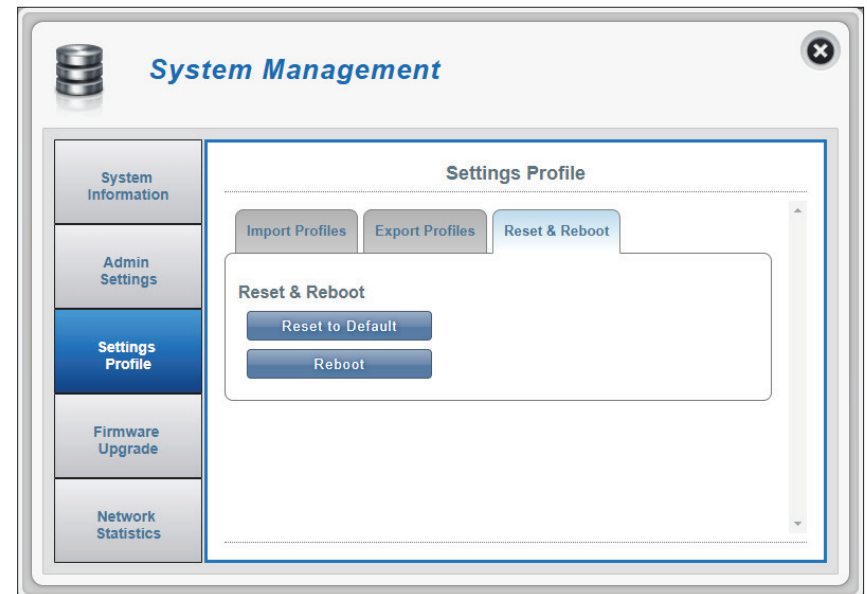 System Management
System
Information
Admin
Settings
Settings
Profile
Firmware
Upgrade
Network
Statistics
Settings Profile
Import Profiles
Export Profiles
Reset & Reboot
Reset & Reboot
Reset to Default
Reboot